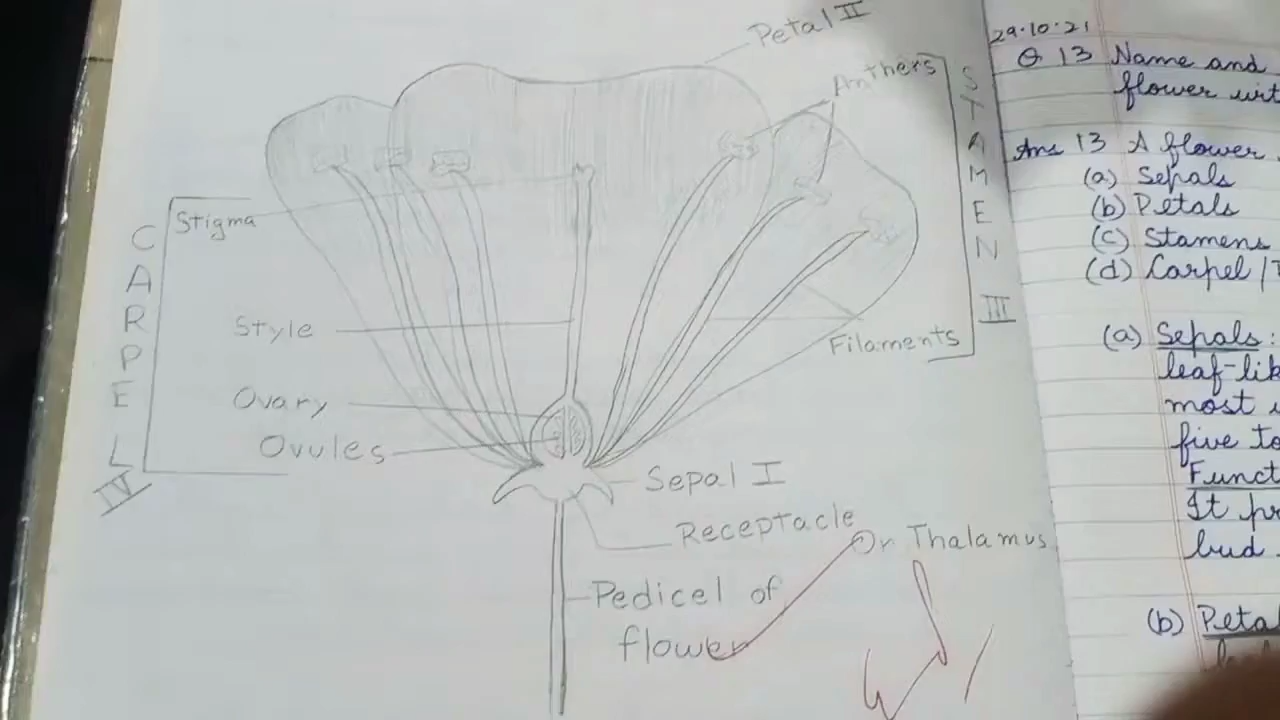 Petal II
Anthers
STAMEN III
Stigma
CARPEL IV
Style
Filaments
Ovary
Ovules
Sepal I
Receptacle
Or Thalamus
Pedicel of
flower
29.10.21
Q 13 Name and
flower wit
Ans 13 A flower
(a) Sepals
(b) Petals
(c) Stamens
(d) Carpel /
(a) Sepals:
leaf-lik
most
five to
Funct
It pr
bud
(b) Peta